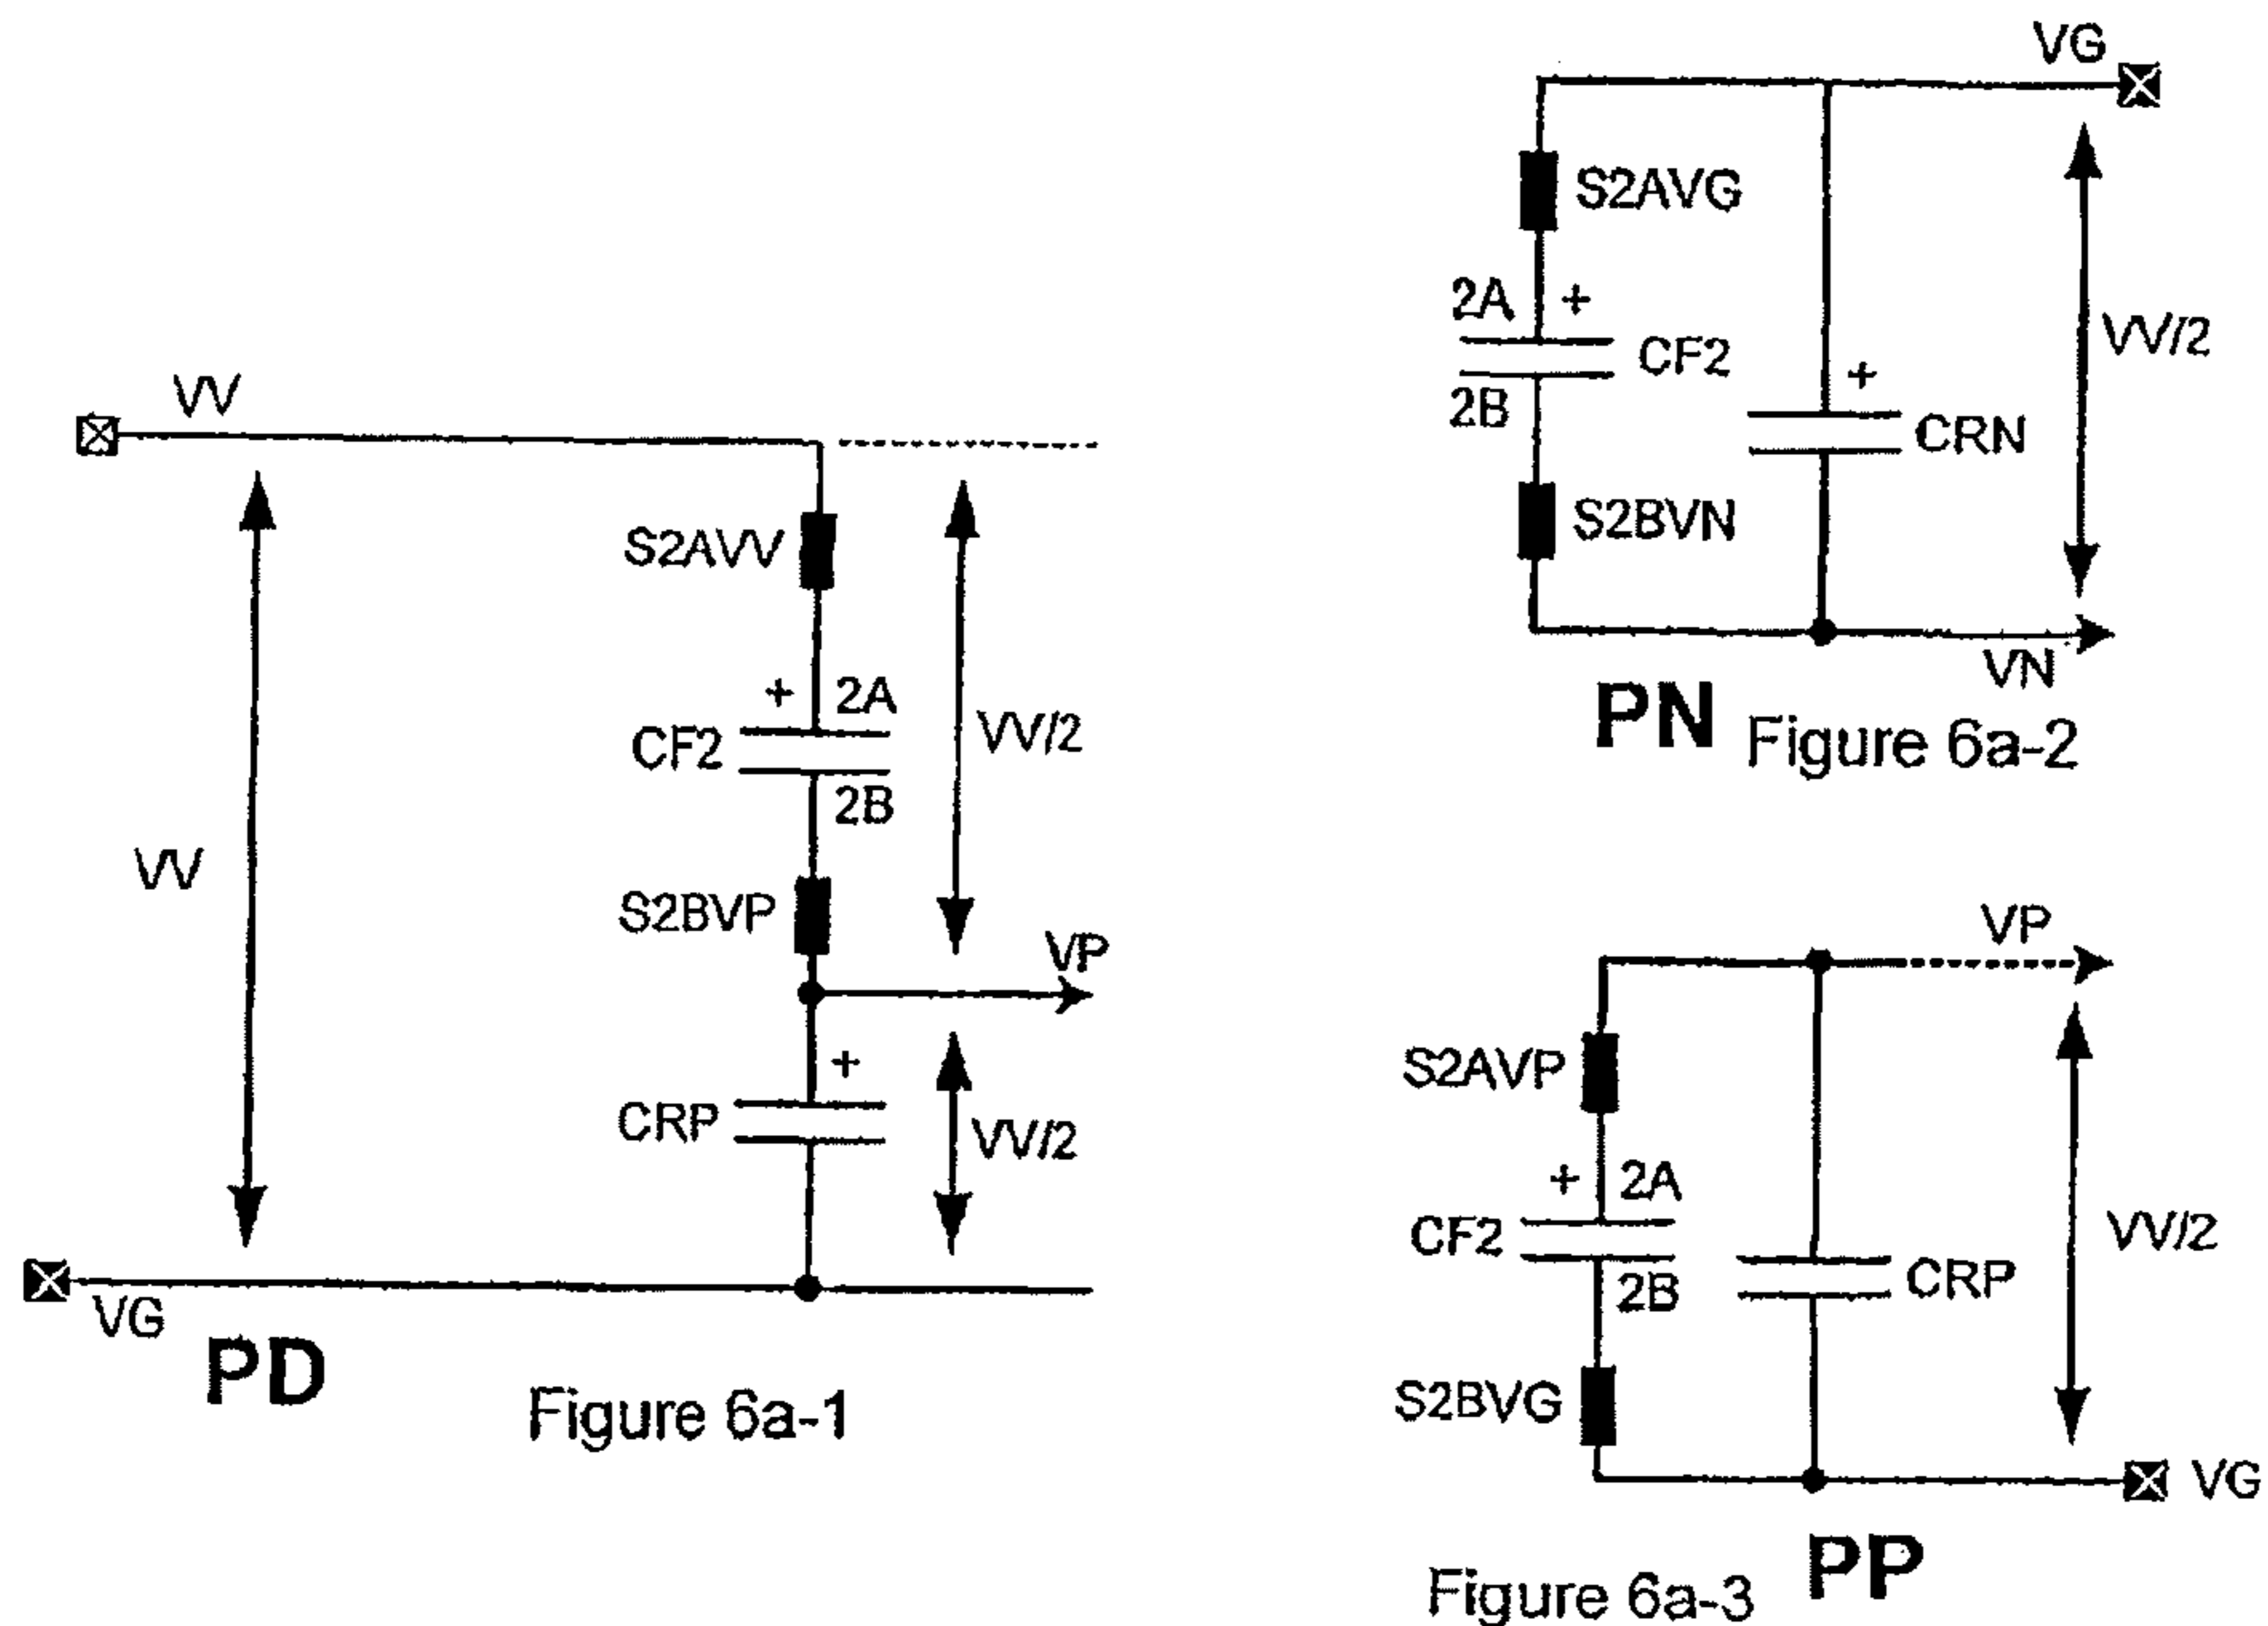 VV
S2AVV
+ 2A
CF2
2B
VV/2
VV
S2BVP
VP
+
CRP
VV/2
VG
PD
Figure 6a-1
VG
S2AVG
2A +
CF2
2B
VV/2
+
CRN
S2BVN
VN
PN Figure 6a-2
VP
S2AVP
+ 2A
CF2
2B
CRP
VV/2
S2BVG
VG
PP
Figure 6a-3